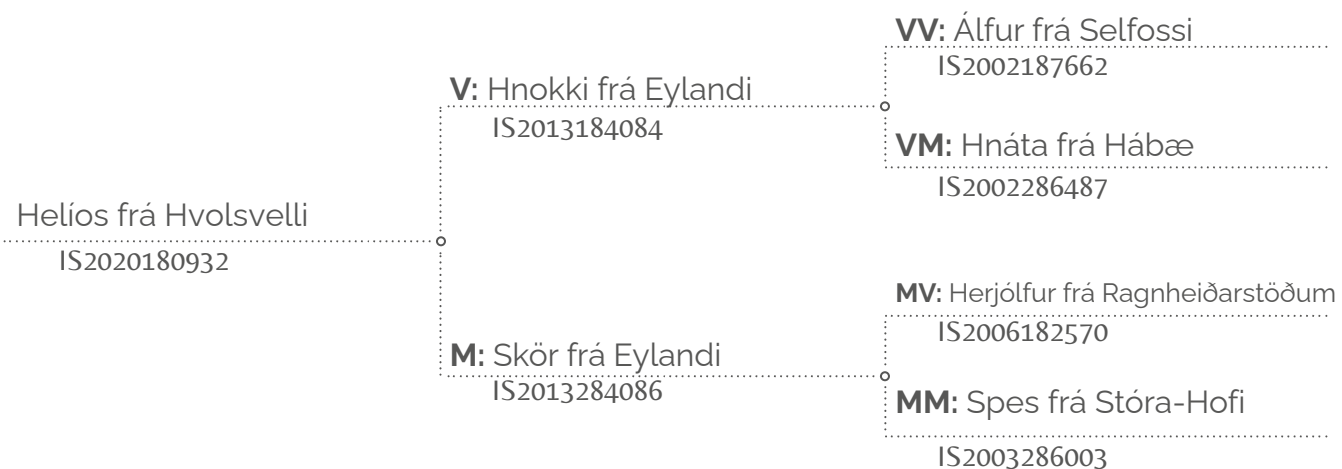 VV: Álfur frá Selfossi
IS2002187662
V: Hnokki frá Eylandi
IS2013184084
VM: Hnáta frá Hábæ
IS2002286487
Helíos frá Hvolsvelli
IS2020180932
MV: Herjólfur frá Ragnheiðarstöðum
IS2006182570
M: Skör frá Eylandi
IS2013284086
MM: Spes frá Stóra-Hofi
IS2003286003